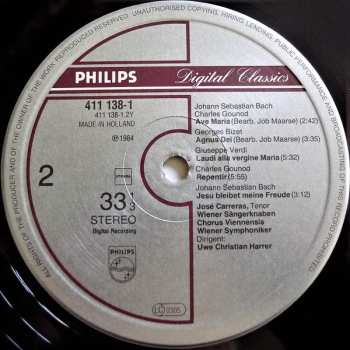 ALL RIGHTS OF THE PRODUCER AND OF THE OWNER OF THE WORK REPRODUCED RESERVED. UNAUTHORISED COPYING, HIRING, LENDING, PUBLIC PERFORMANCE AND BROADCASTING OF THIS RECORD PROHIBITED.
PHILIPS
Digital Classics
411 138-1
411 138-1.2Y
MADE IN HOLLAND
℗1984
2
33⅓
STEREO
Digital Recording
PHILIPS
Johann Sebastian Bach
Charles Gounod
"Ave Maria (Bearb. Job Maarse) (2:42)
Georges Bizet
Agnus Dei (Bearb. Job Maarse) (3:35)
Giuseppe Verdi
Laudi alla vergine Maria (5:32)
Charles Gounod
Repentir (5:55)
Johann Sebastian Bach
Jesu bleibet meine Freude (3:12)
José Carreras, Tenor
Wiener Sängerknaben
Chorus Viennensis
Wiener Symphoniker
Dirigent:
Uwe Christian Harrer
LC 0305